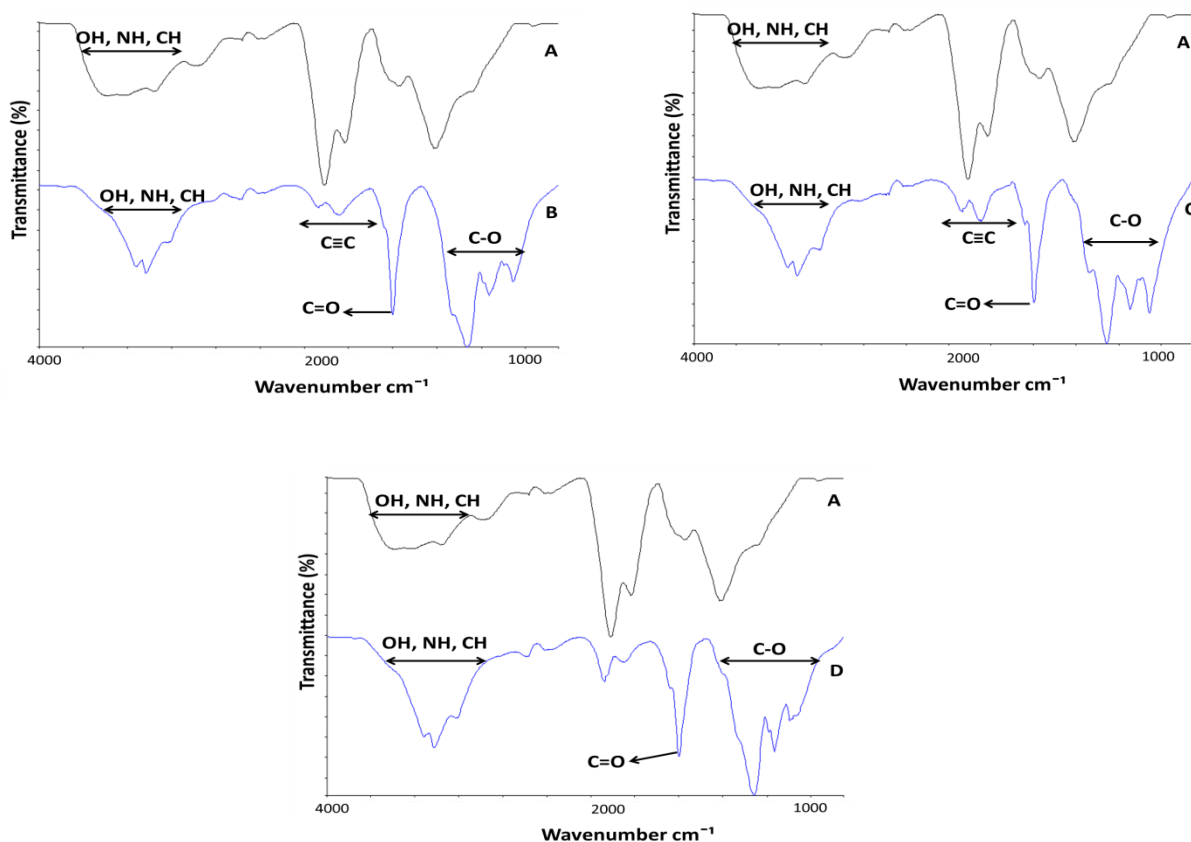 OH, NH, CH
A
Transmittance (%)
OH, NH, CH
B
C≡C
C-O
C=O
4000 2000 1000
Wavenumber cm⁻¹
OH, NH, CH
A
Transmittance (%)
OH, NH, CH
C
C≡C
C-O
C=O
4000 2000 1000
Wavenumber cm⁻¹
OH, NH, CH
A
Transmittance (%)
OH, NH, CH
C-O
D
C=O
4000 2000 1000
Wavenumber cm⁻¹